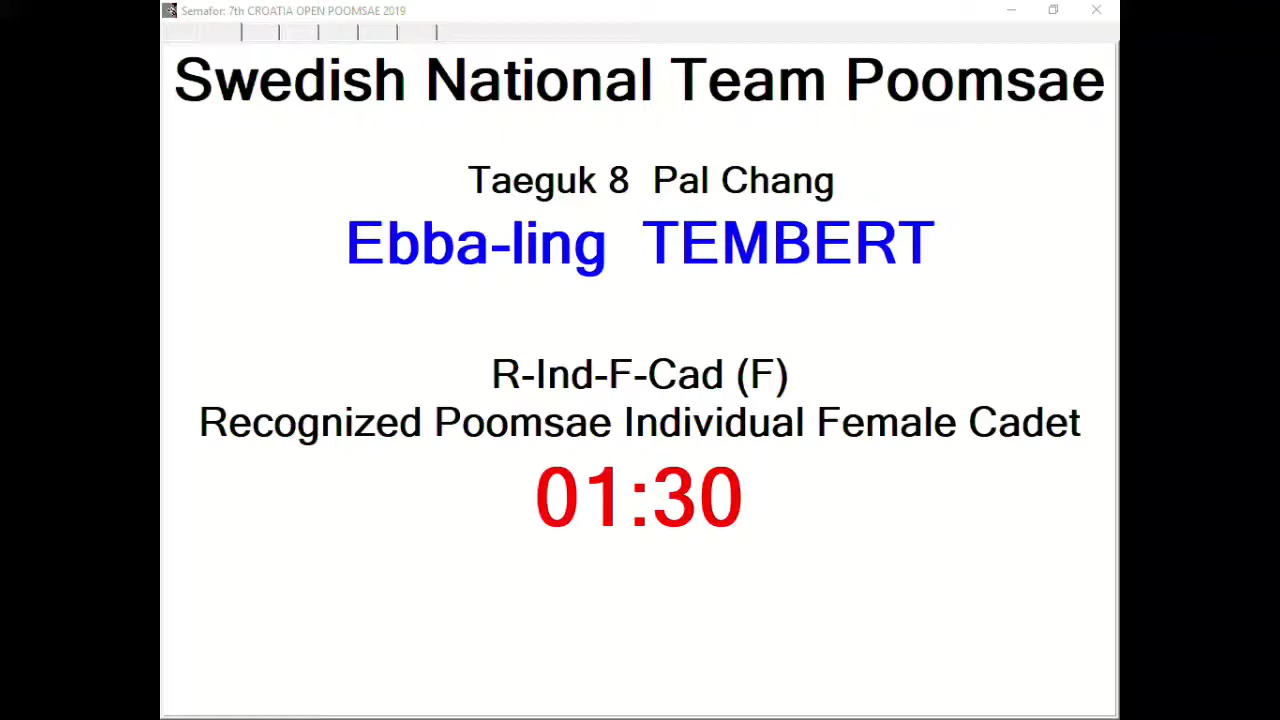 Semafor: 7th CROATIA OPEN POOMSAE 2019
Swedish National Team Poomsae
Taeguk 8 Pal Chang
Ebba-ling TEMBERT
R-Ind-F-Cad (F)
Recognized Poomsae Individual Female Cadet
01:30